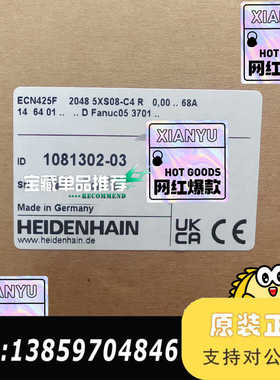 ECN425F 2048 5XS08-C4 R 0,00 .. 68A
14 64 01 .. .. .. D Fanuc05 3701 ..
XIANYU
HOT GOODS
网红爆款
XIANYU
HOT GOODS
网红爆款
宝藏单品推荐
RECOMMEND
ID 1081302-03
Made in Germany
HEIDENHAIN
www.heidenhain.de
UK
CA
CE
原装正
支持对公
:13859704846